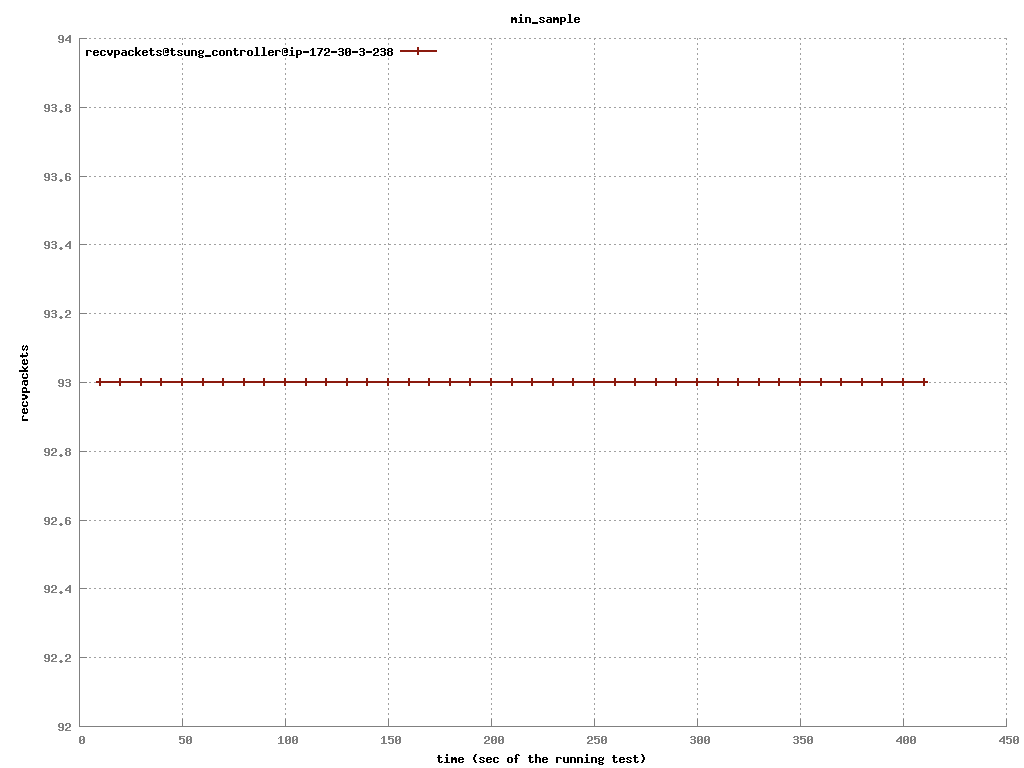 min_sample
recvpackets@tsung_controller@ip-172-30-3-238
94
93.8
93.6
93.4
93.2
93
92.8
92.6
92.4
92.2
92
recvpackets
0 50 100 150 200 250 300 350 400 450
time (sec of the running test)